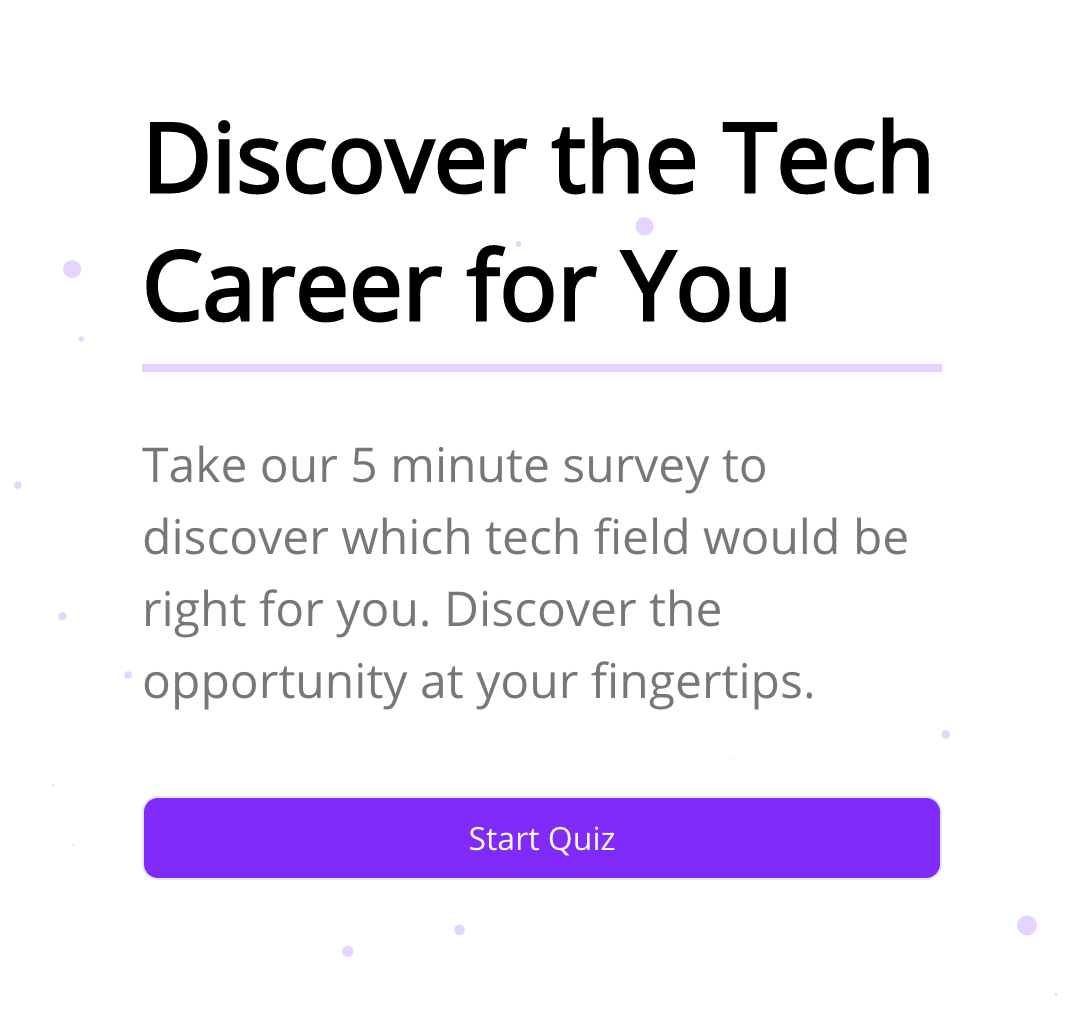 Discover the Tech
Career for You
Take our 5 minute survey to
discover which tech field would be
right for you. Discover the
opportunity at your fingertips.
Start Quiz